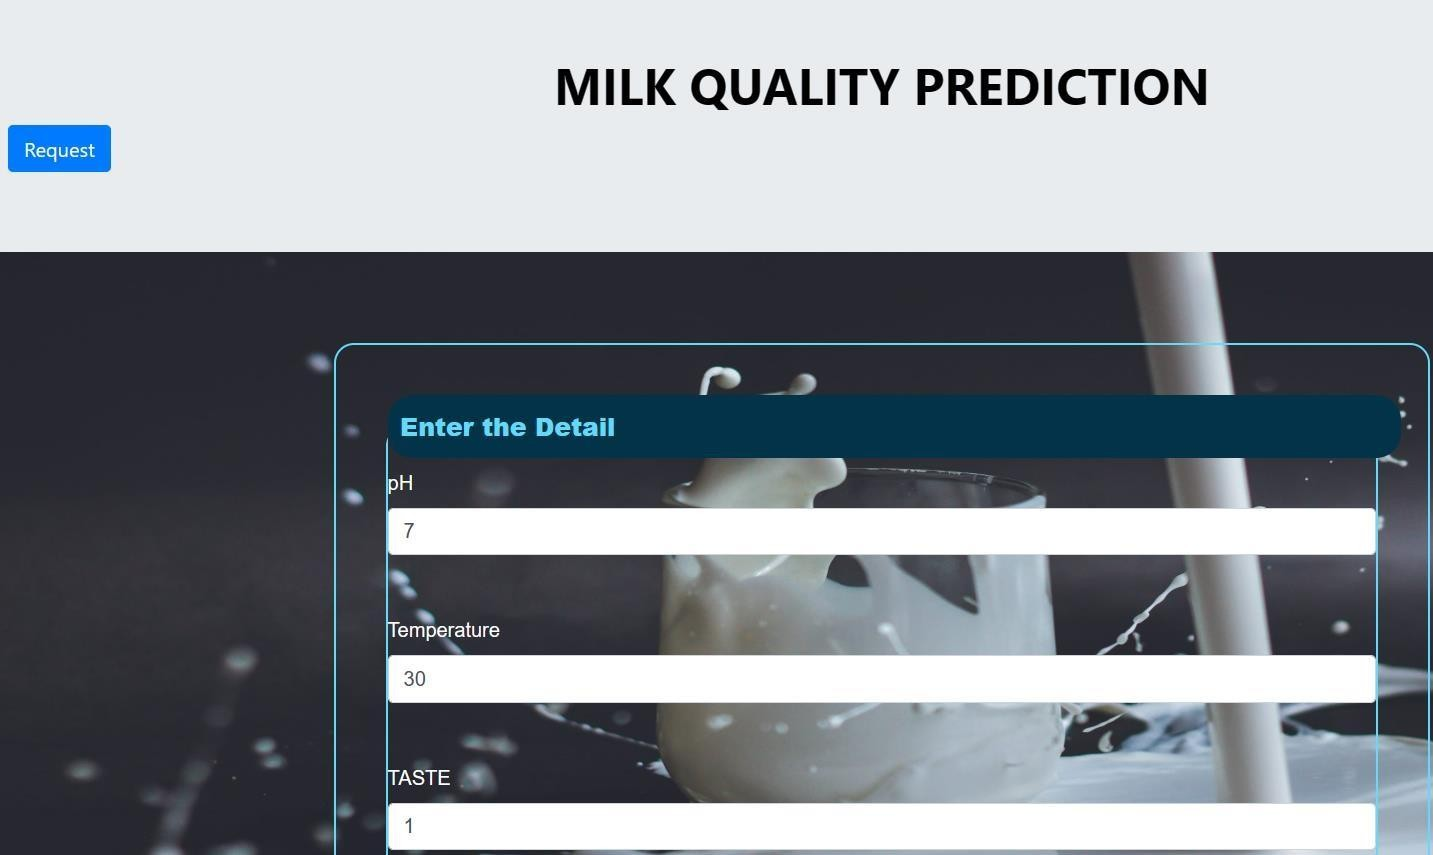 MILK QUALITY PREDICTION
Request
Enter the Detail
pH
7
Temperature
30
TASTE
1